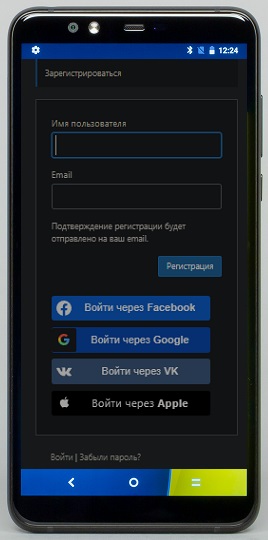 12:24
Зарегистрироваться
Имя пользователя
Email
Подтверждение регистрации будет
отправлено на ваш email.
Регистрация
Войти через Facebook
Войти через Google
Войти через VK
Войти через Apple
Войти | Забыли пароль?